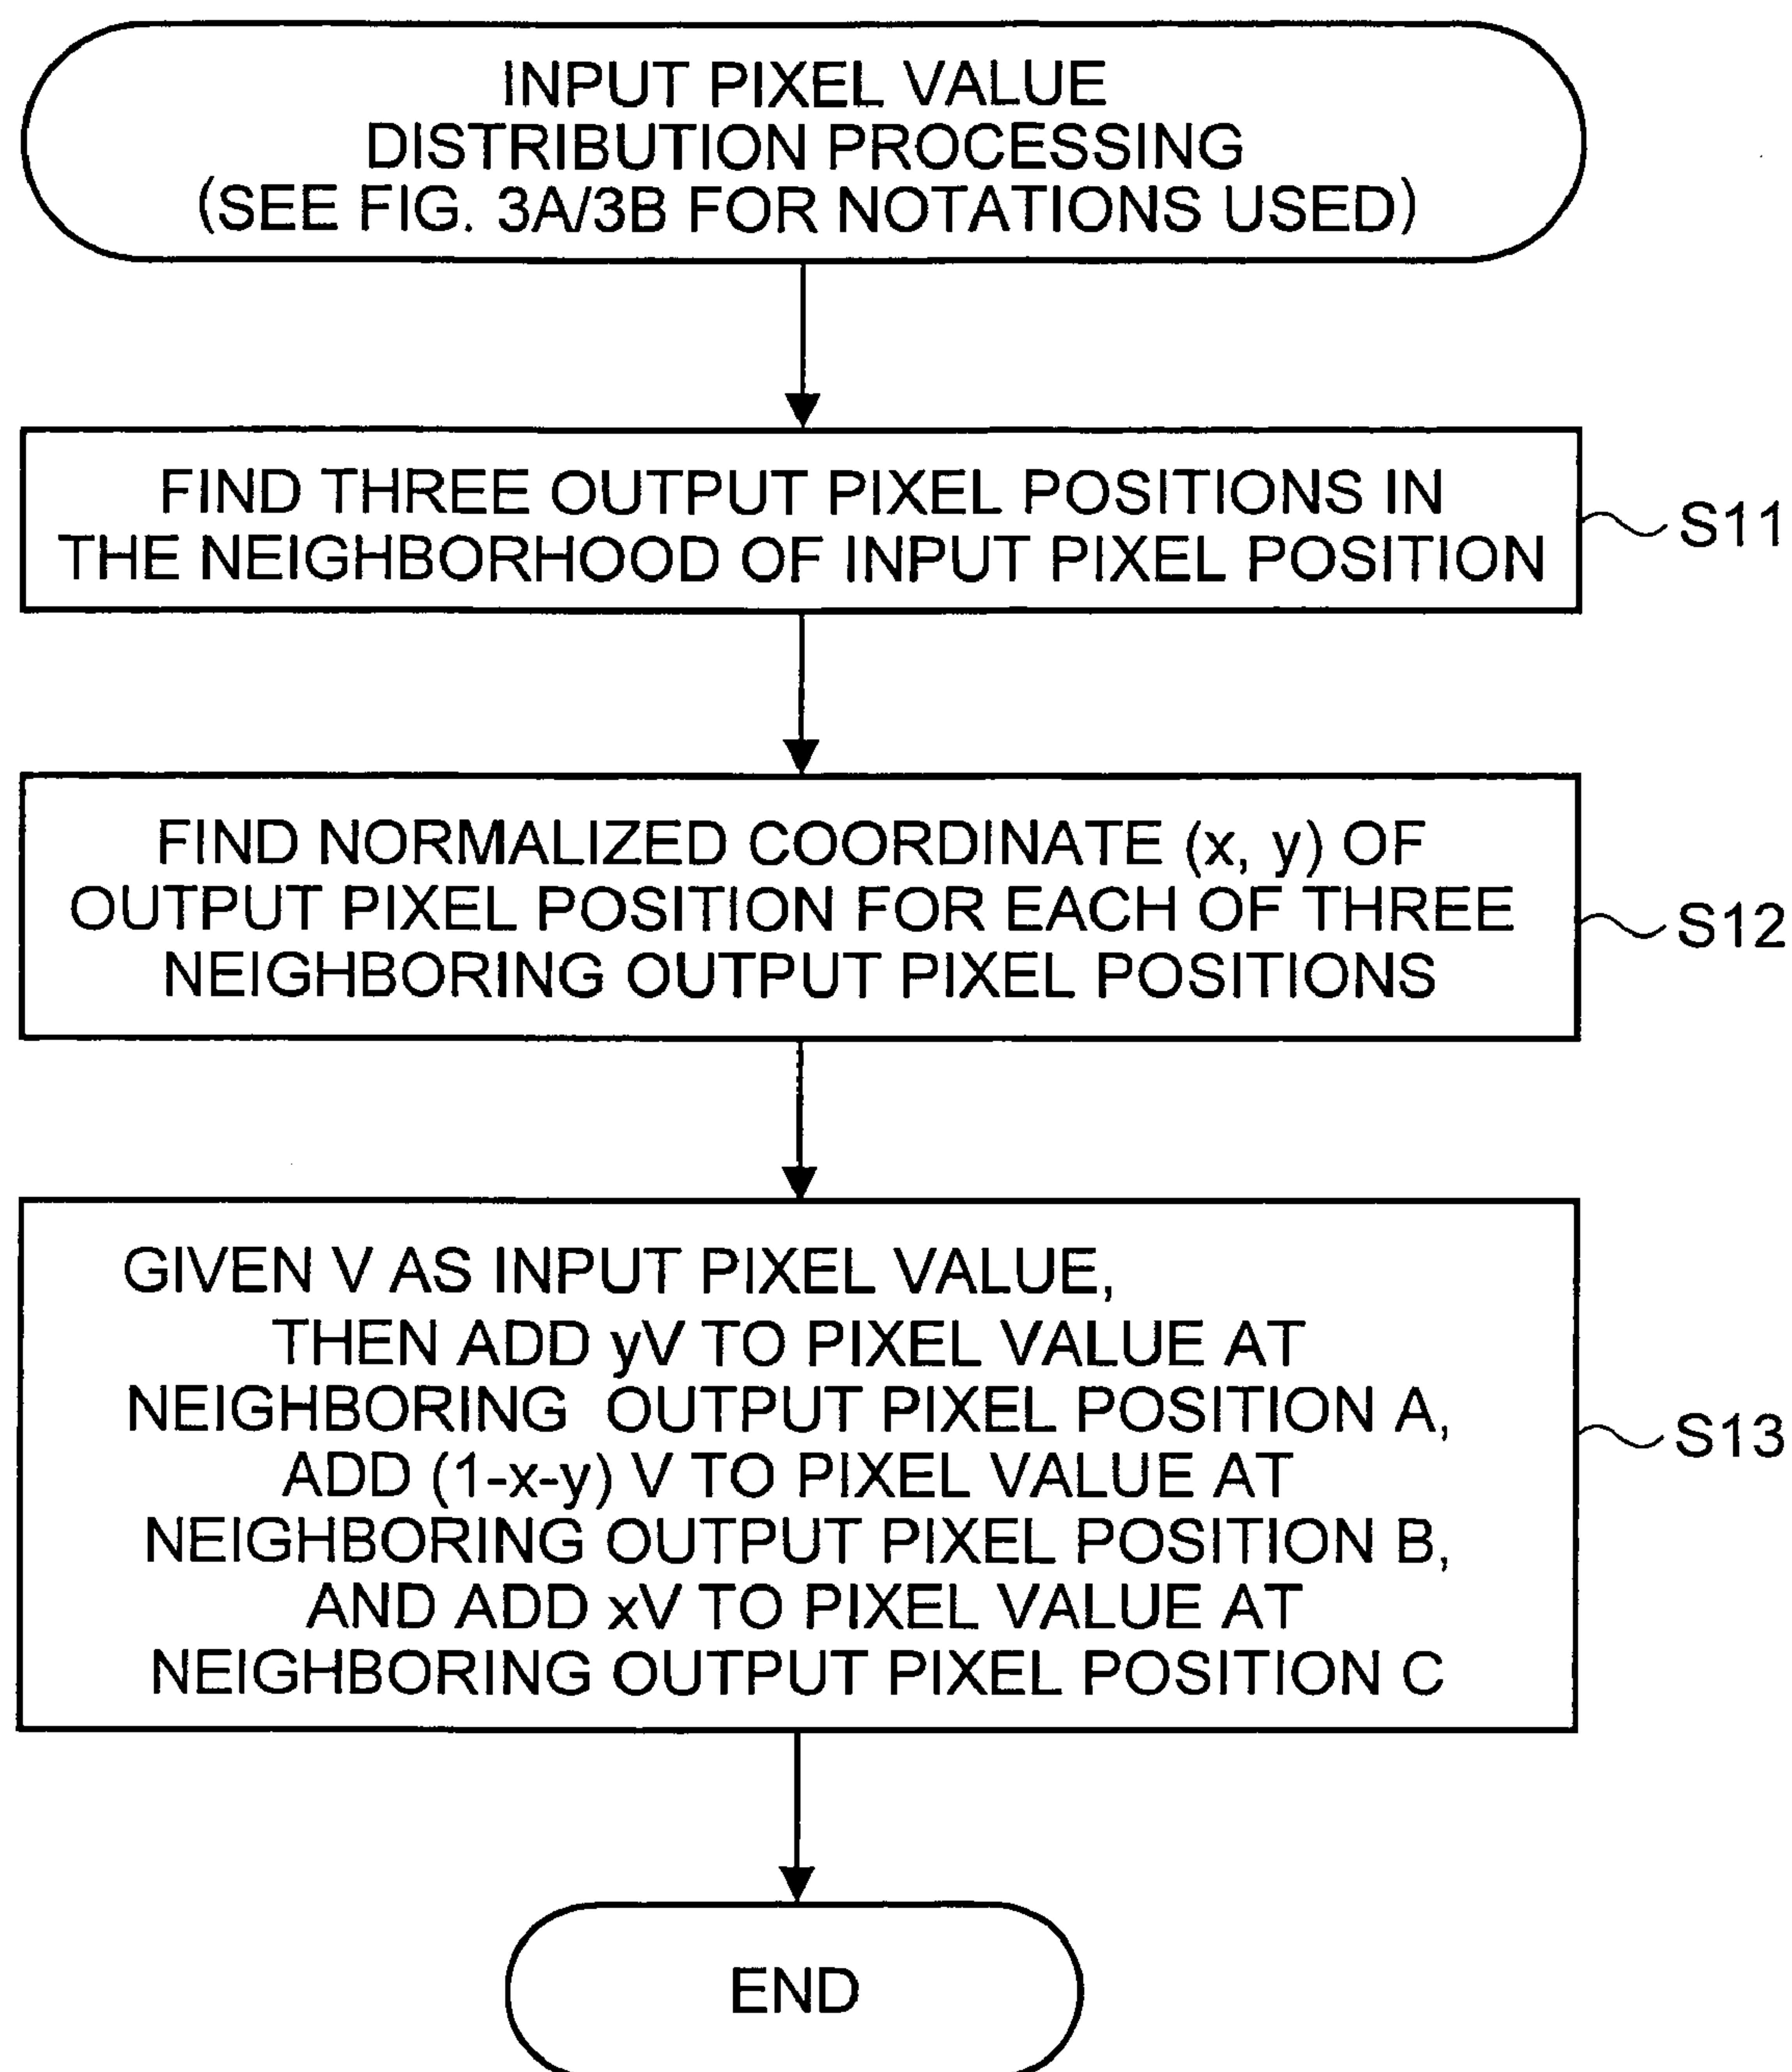 INPUT PIXEL VALUE
DISTRIBUTION PROCESSING
(SEE FIG. 3A/3B FOR NOTATIONS USED)
FIND THREE OUTPUT PIXEL POSITIONS IN
THE NEIGHBORHOOD OF INPUT PIXEL POSITION
S11
FIND NORMALIZED COORDINATE (x, y) OF
OUTPUT PIXEL POSITION FOR EACH OF THREE
NEIGHBORING OUTPUT PIXEL POSITIONS
S12
GIVEN V AS INPUT PIXEL VALUE,
THEN ADD yV TO PIXEL VALUE AT
NEIGHBORING OUTPUT PIXEL POSITION A,
ADD (1-x-y) V TO PIXEL VALUE AT
NEIGHBORING OUTPUT PIXEL POSITION B,
AND ADD xV TO PIXEL VALUE AT
NEIGHBORING OUTPUT PIXEL POSITION C
S13
END